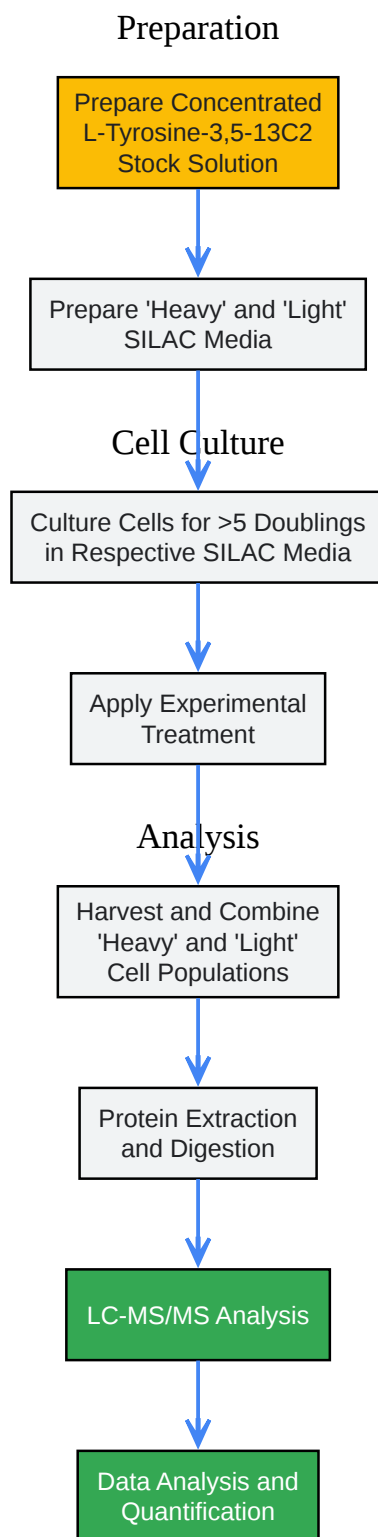 Preparation
Prepare Concentrated
L-Tyrosine-3,5-13C2
Stock Solution
Prepare 'Heavy' and 'Light'
SILAC Media
Cell Culture
Culture Cells for >5 Doublings
in Respective SILAC Media
Apply Experimental
Treatment
Analysis
Harvest and Combine
'Heavy' and 'Light'
Cell Populations
Protein Extraction
and Digestion
LC-MS/MS Analysis
Data Analysis and
Quantification